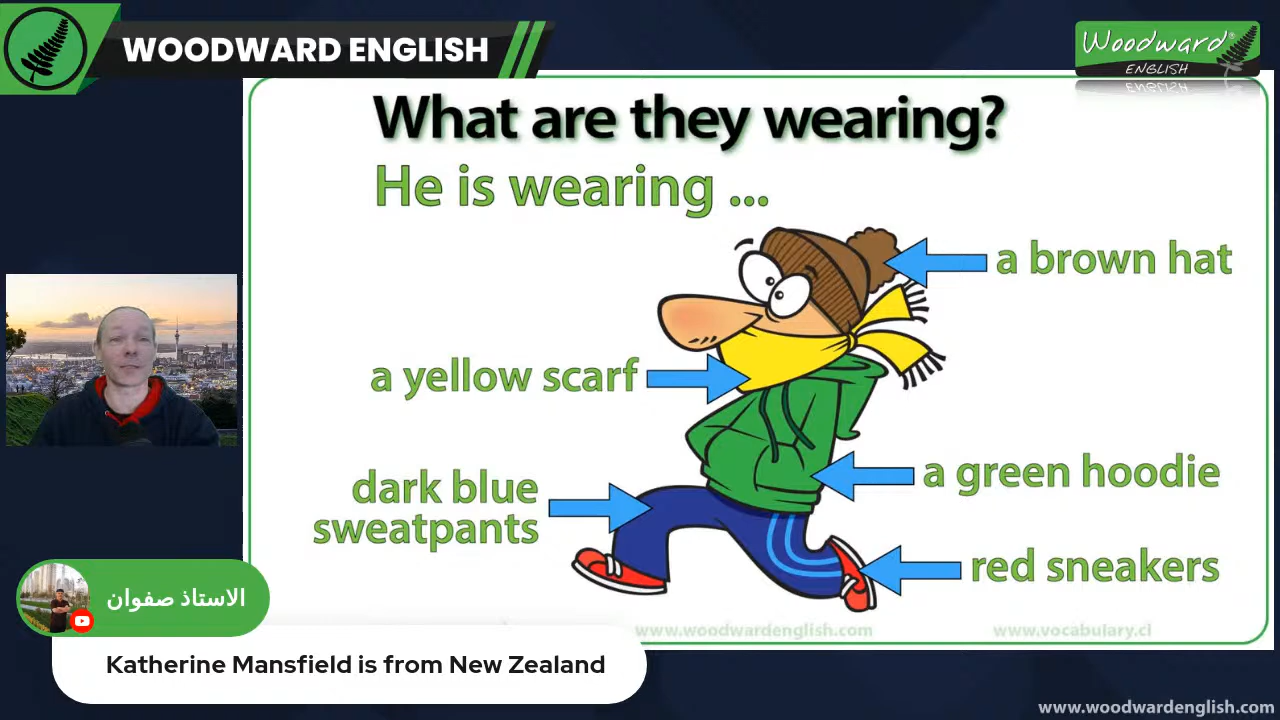 WOODWARD ENGLISH
Woodward®
ENGLISH
What are they wearing?
He is wearing ...
a brown hat
a yellow scarf
a green hoodie
dark blue
sweatpants
red sneakers
www.woodwardenglish.com
www.vocabulary.cl
الاستاذ صفوان
Katherine Mansfield is from New Zealand
www.woodwardenglish.com